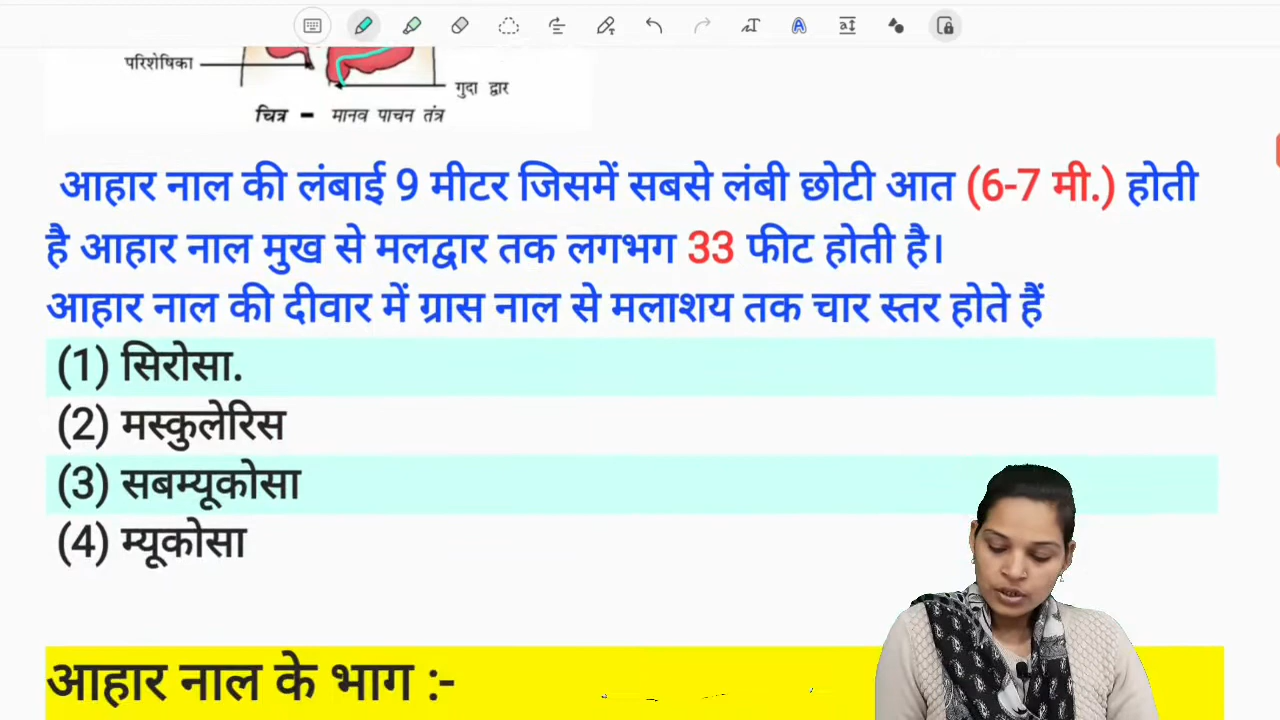 परिशेषिका
गुदा द्वार
चित्र – मानव पाचन तंत्र
आहार नाल की लंबाई 9 मीटर जिसमें सबसे लंबी छोटी आत (6-7 मी.) होती
है आहार नाल मुख से मलद्वार तक लगभग 33 फीट होती है।
आहार नाल की दीवार में ग्रास नाल से मलाशय तक चार स्तर होते हैं
(1) सिरोसा.
(2) मस्कुलेरिस
(3) सबम्यूकोसा
(4) म्यूकोसा
आहार नाल के भाग :-